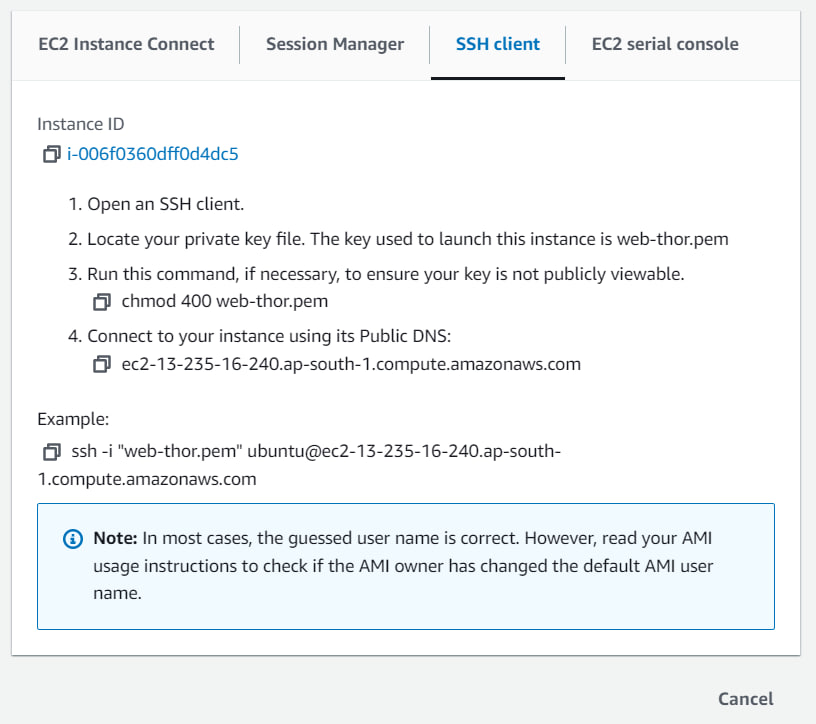 EC2 Instance Connect
Session Manager
SSH client
EC2 serial console
Instance ID
i-006f0360dff0d4dc5
1. Open an SSH client.
2. Locate your private key file. The key used to launch this instance is web-thor.pem
3. Run this command, if necessary, to ensure your key is not publicly viewable.
chmod 400 web-thor.pem
4. Connect to your instance using its Public DNS:
ec2-13-235-16-240.ap-south-1.compute.amazonaws.com
Example:
ssh -i "web-thor.pem" ubuntu@ec2-13-235-16-240.ap-south-
1.compute.amazonaws.com
Note: In most cases, the guessed user name is correct. However, read your AMI
usage instructions to check if the AMI owner has changed the default AMI user
name.
Cancel